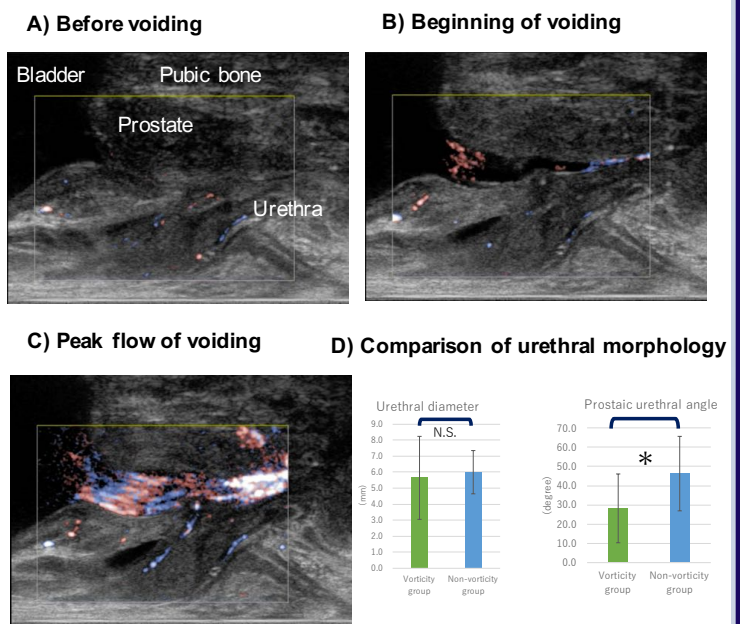 A) Before voiding
B) Beginning of voiding
Bladder
Pubic bone
Prostate
Urethra
C) Peak flow of voiding
D) Comparison of urethral morphology
Urethral diameter
N.S.
(mm)
9.0
8.0
7.0
6.0
5.0
4.0
3.0
2.0
1.0
0.0
Vorticity
group
Non-vorticity
group
Prostaic urethral angle
*
(degree)
70.0
60.0
50.0
40.0
30.0
20.0
10.0
0.0
Vorticity
group
Non-vorticity
group